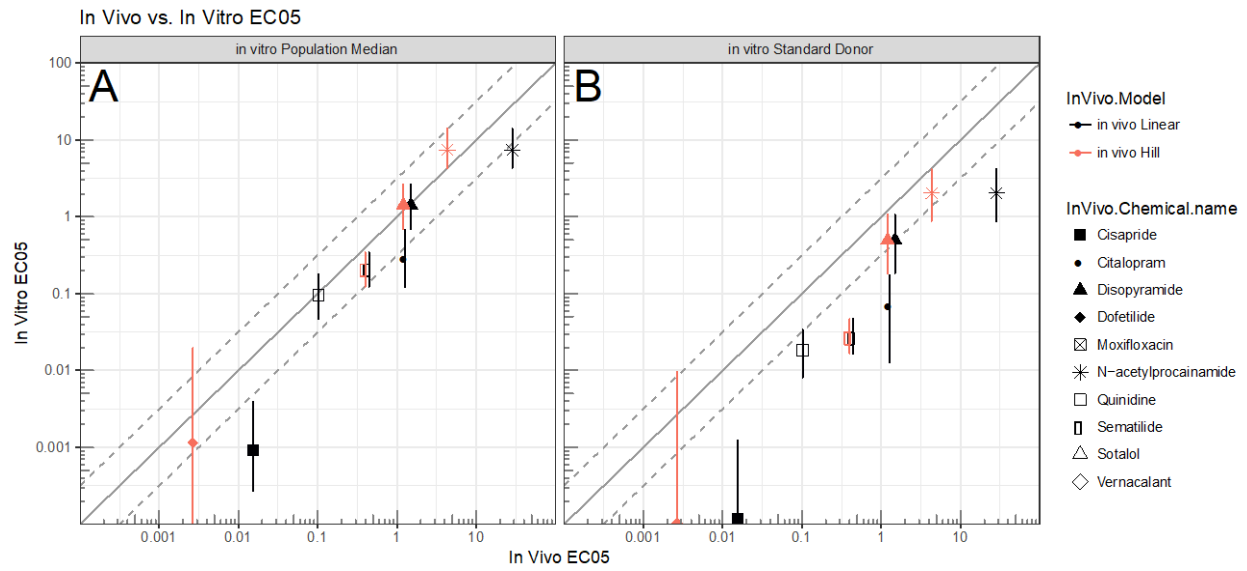 In Vivo vs. In Vitro EC05
in vitro Population Median
in vitro Standard Donor
A
B
100
10
1
0.1
0.01
0.001
In Vitro EC05
0.001 0.01 0.1 1 10
0.001 0.01 0.1 1 10
In Vivo EC05
InVivo.Model
in vivo Linear
in vivo Hill
InVivo.Chemical.name
Cisapride
Citalopram
Disopyramide
Dofetilide
Moxifloxacin
N−acetylprocainamide
Quinidine
Sematilide
Sotalol
Vernacalant